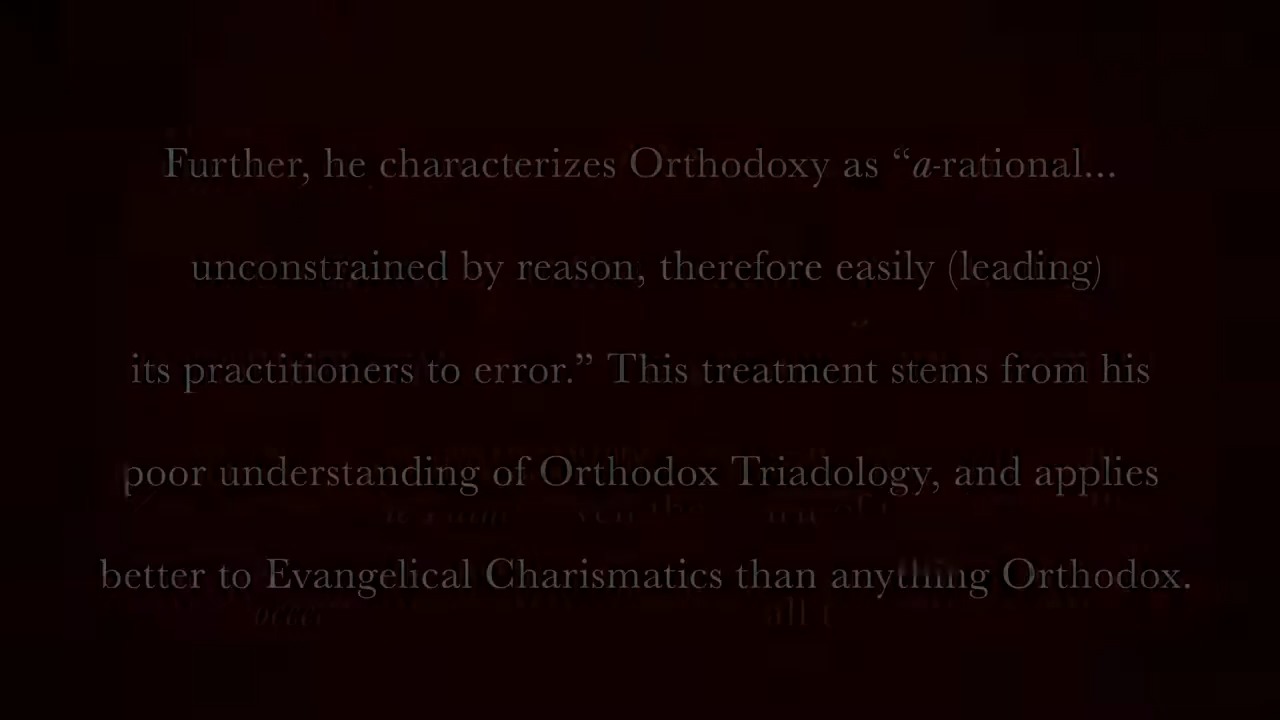 Further, he characterizes Orthodoxy as “a-rational...
unconstrained by reason, therefore easily (leading)
its practitioners to error.” This treatment stems from his
poor understanding of Orthodox Triadology, and applies
better to Evangelical Charismatics than anything Orthodox.